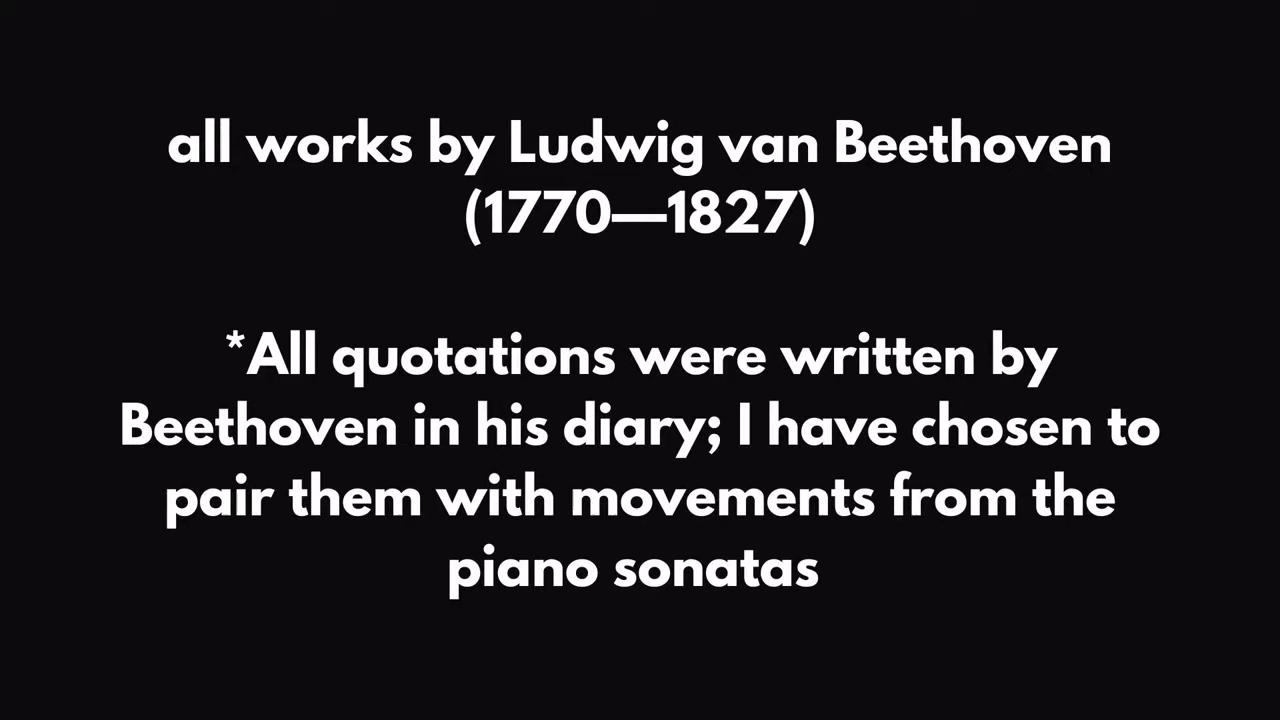 all works by Ludwig van Beethoven
(1770—1827)
*All quotations were written by
Beethoven in his diary; I have chosen to
pair them with movements from the
piano sonatas